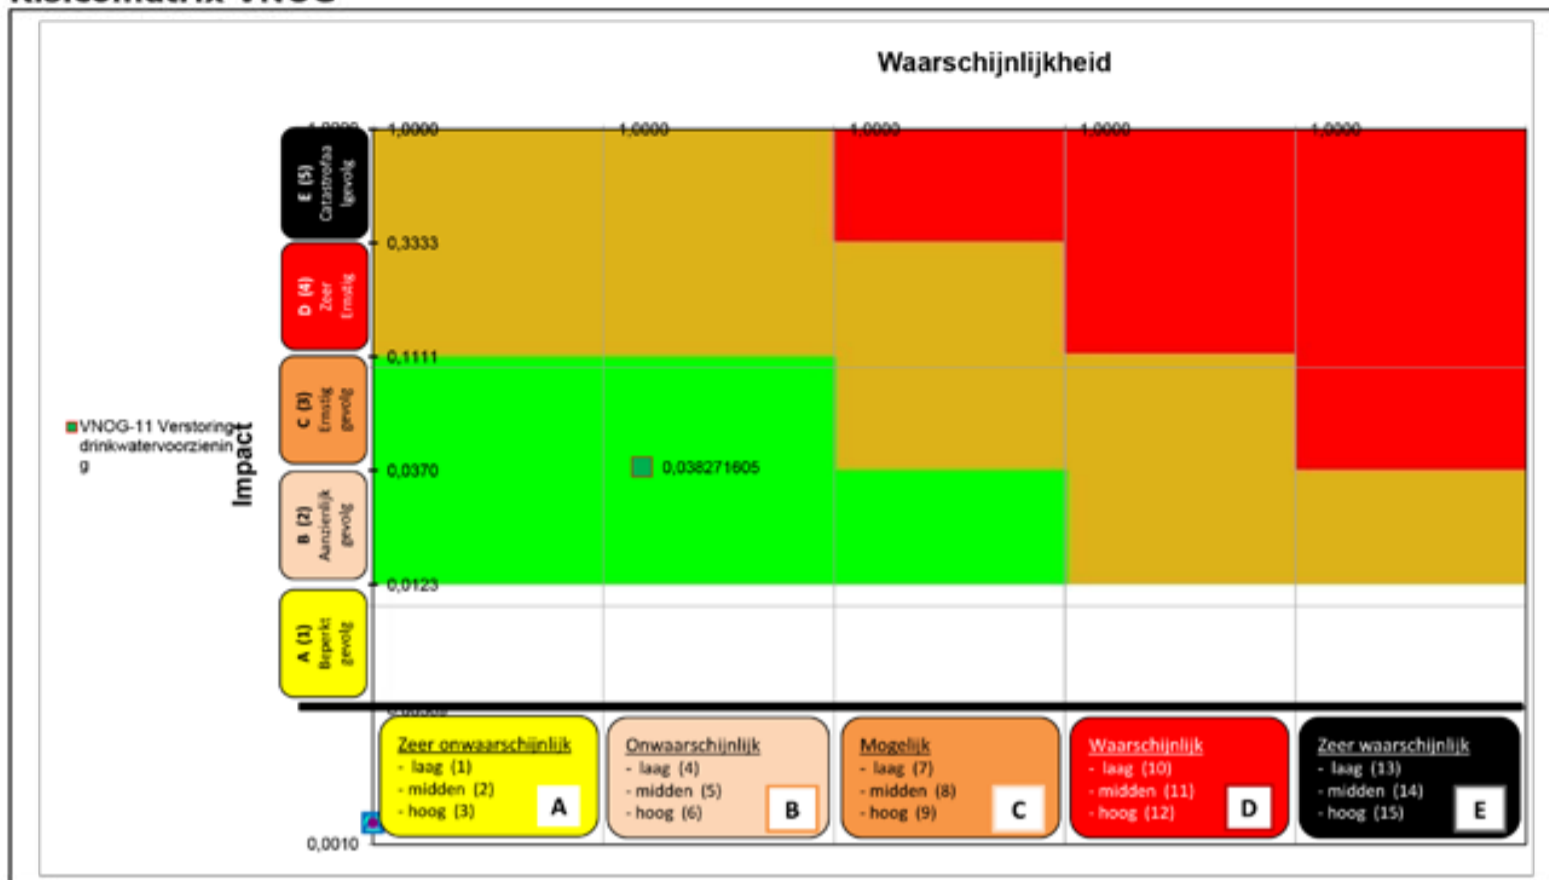 Risicomatrix VNOG
Waarschijnlijkheid
1,0000
1,0000
1,0000
1,0000
1,0000
1,0000
E (5)
Catastrofaa
lgevolg
0,3333
D (4)
Zeer
Ernstig
0,1111
C (3)
Ernstig
gevolg
VNOG-11 Verstoring
drinkwatervoorzienin
g
Impact
0,038271605
0,0370
B (2)
Aanzienlijk
gevolg
0,0123
A (1)
Beperkt
gevolg
Zeer onwaarschijnlijk
- laag (1)
- midden (2)
- hoog (3)
A
Onwaarschijnlijk
- laag (4)
- midden (5)
- hoog (6)
B
Mogelijk
- laag (7)
- midden (8)
- hoog (9)
C
Waarschijnlijk
- laag (10)
- midden (11)
- hoog (12)
D
Zeer waarschijnlijk
- laag (13)
- midden (14)
- hoog (15)
E
0,0010